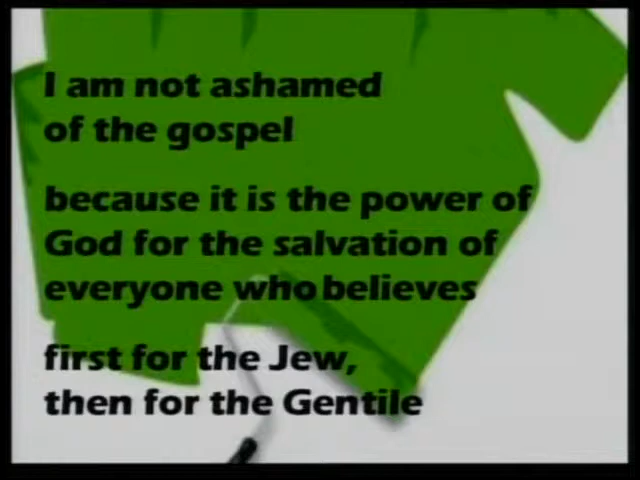 I am not ashamed
of the gospel
because it is the power of
God for the salvation of
everyone who believes
first for the Jew,
then for the Gentile